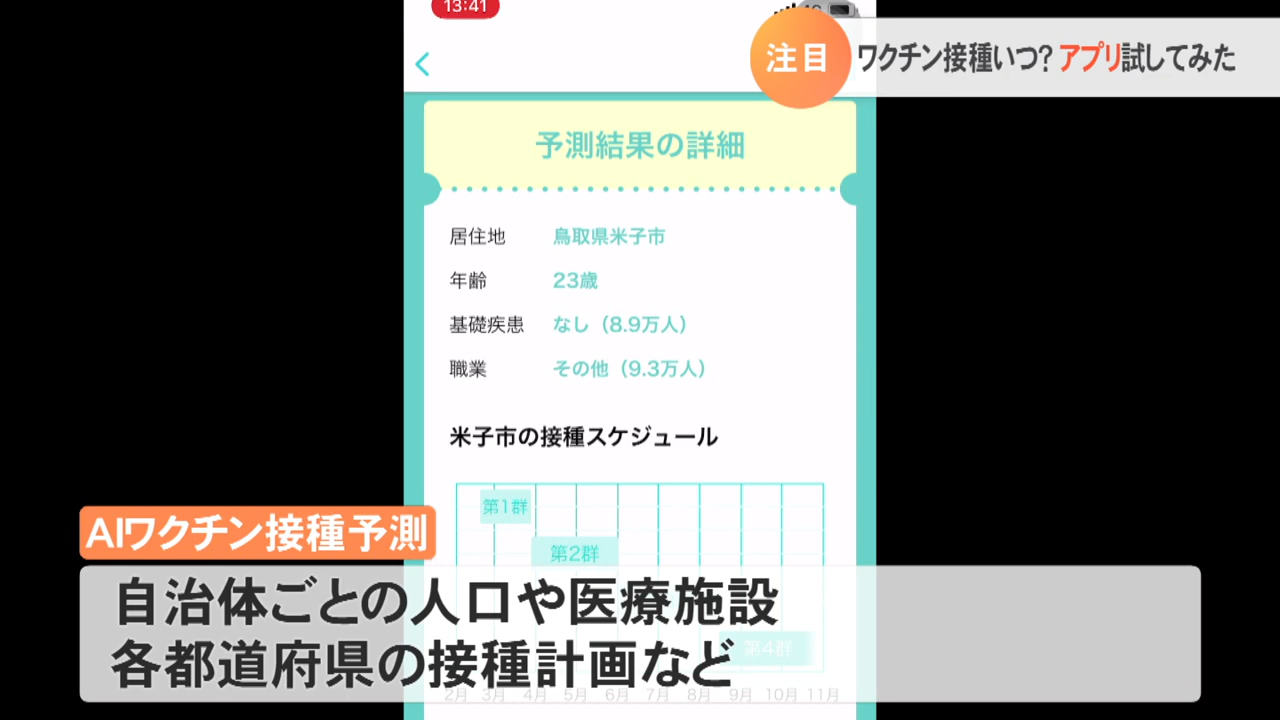 13:41
4G
注目
ワクチン接種いつ?アプリ試してみた
予測結果の詳細
居住地 鳥取県米子市
年齢 23歳
基礎疾患 なし（8.9万人）
職業 その他（9.3万人）
米子市の接種スケジュール
第1群
第2群
第4群
2月 3月 4月 5月 6月 7月 8月 9月 10月 11月
AIワクチン接種予測
自治体ごとの人口や医療施設
各都道府県の接種計画など